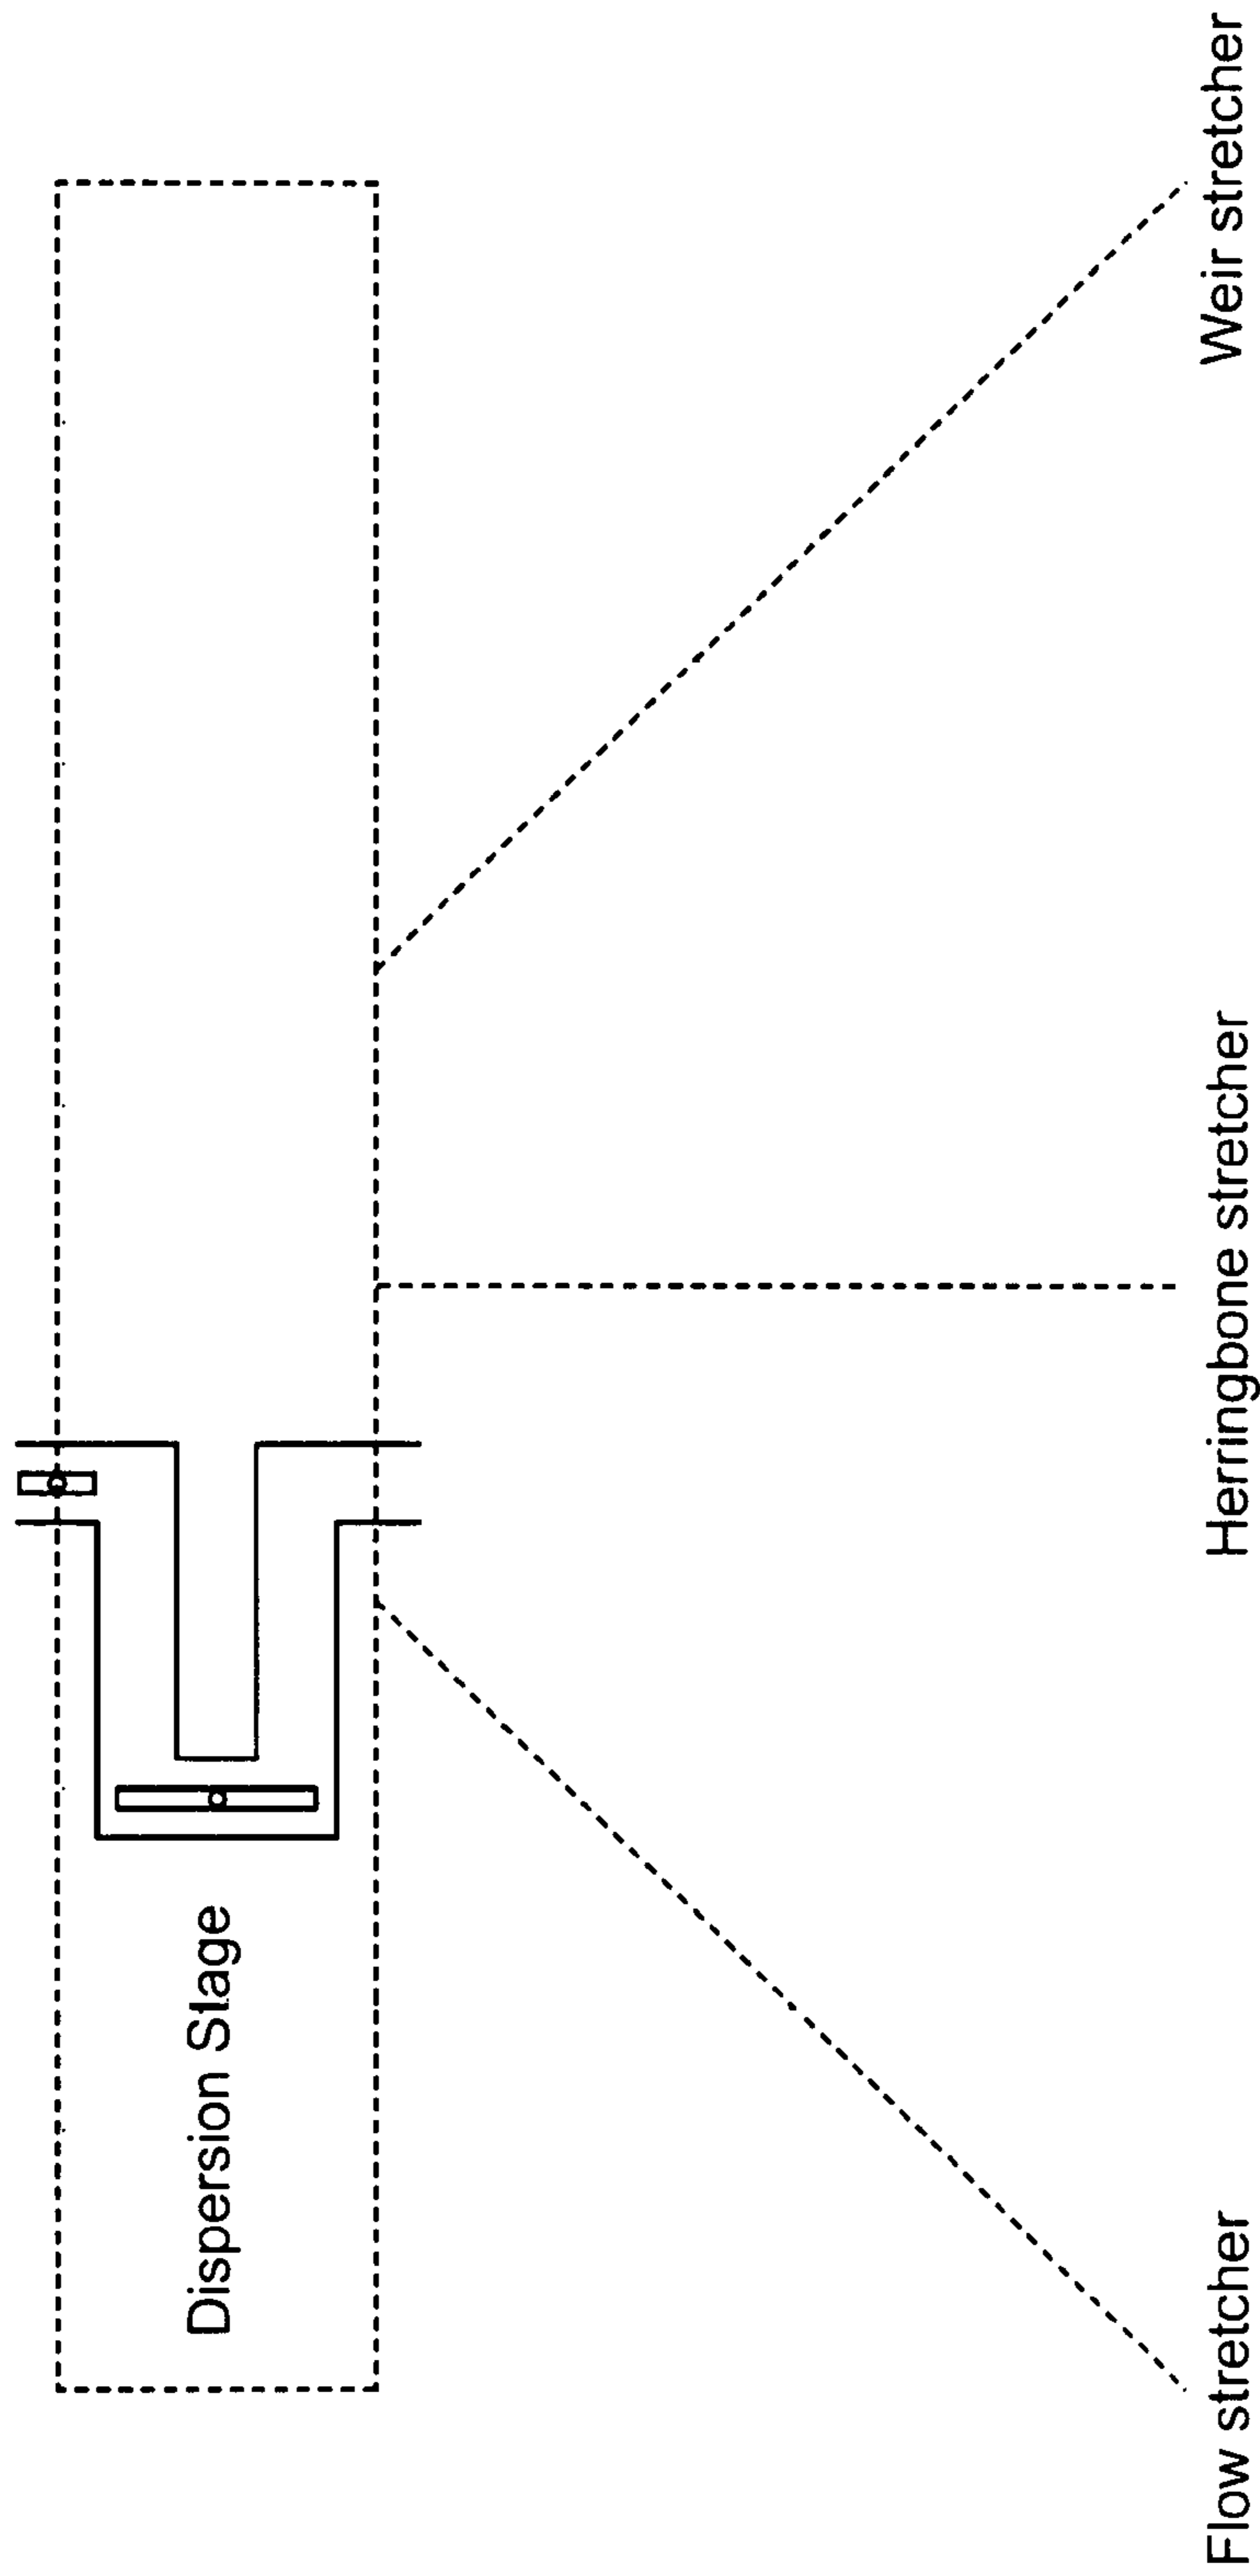 Dispersion Stage
Flow stretcher
Herringbone stretcher
Weir stretcher